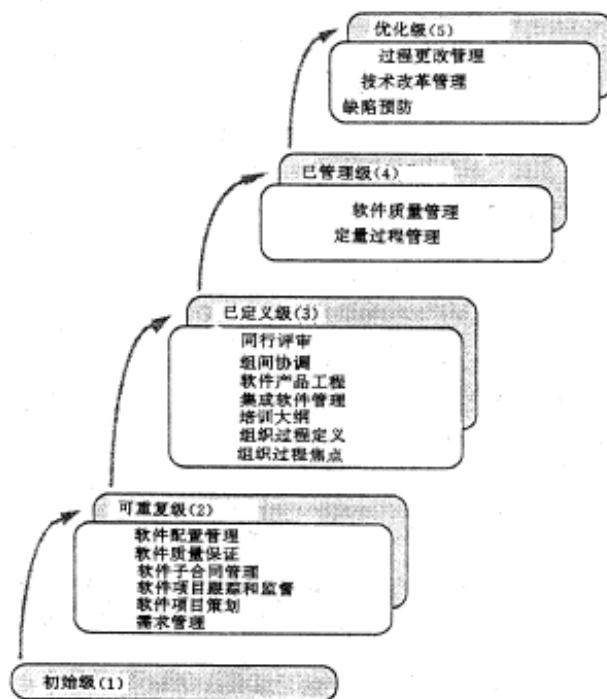 优化级(5)
过程更改管理
技术改革管理
缺陷预防
已管理级(4)
软件质量管理
定量过程管理
已定义级(3)
同行评审
组间协调
软件产品工程
集成软件管理
培训大纲
组织过程定义
组织过程焦点
可重复级(2)
软件配置管理
软件质量保证
软件子合同管理
软件项目跟踪和监督
软件项目策划
需求管理
初始级(1)